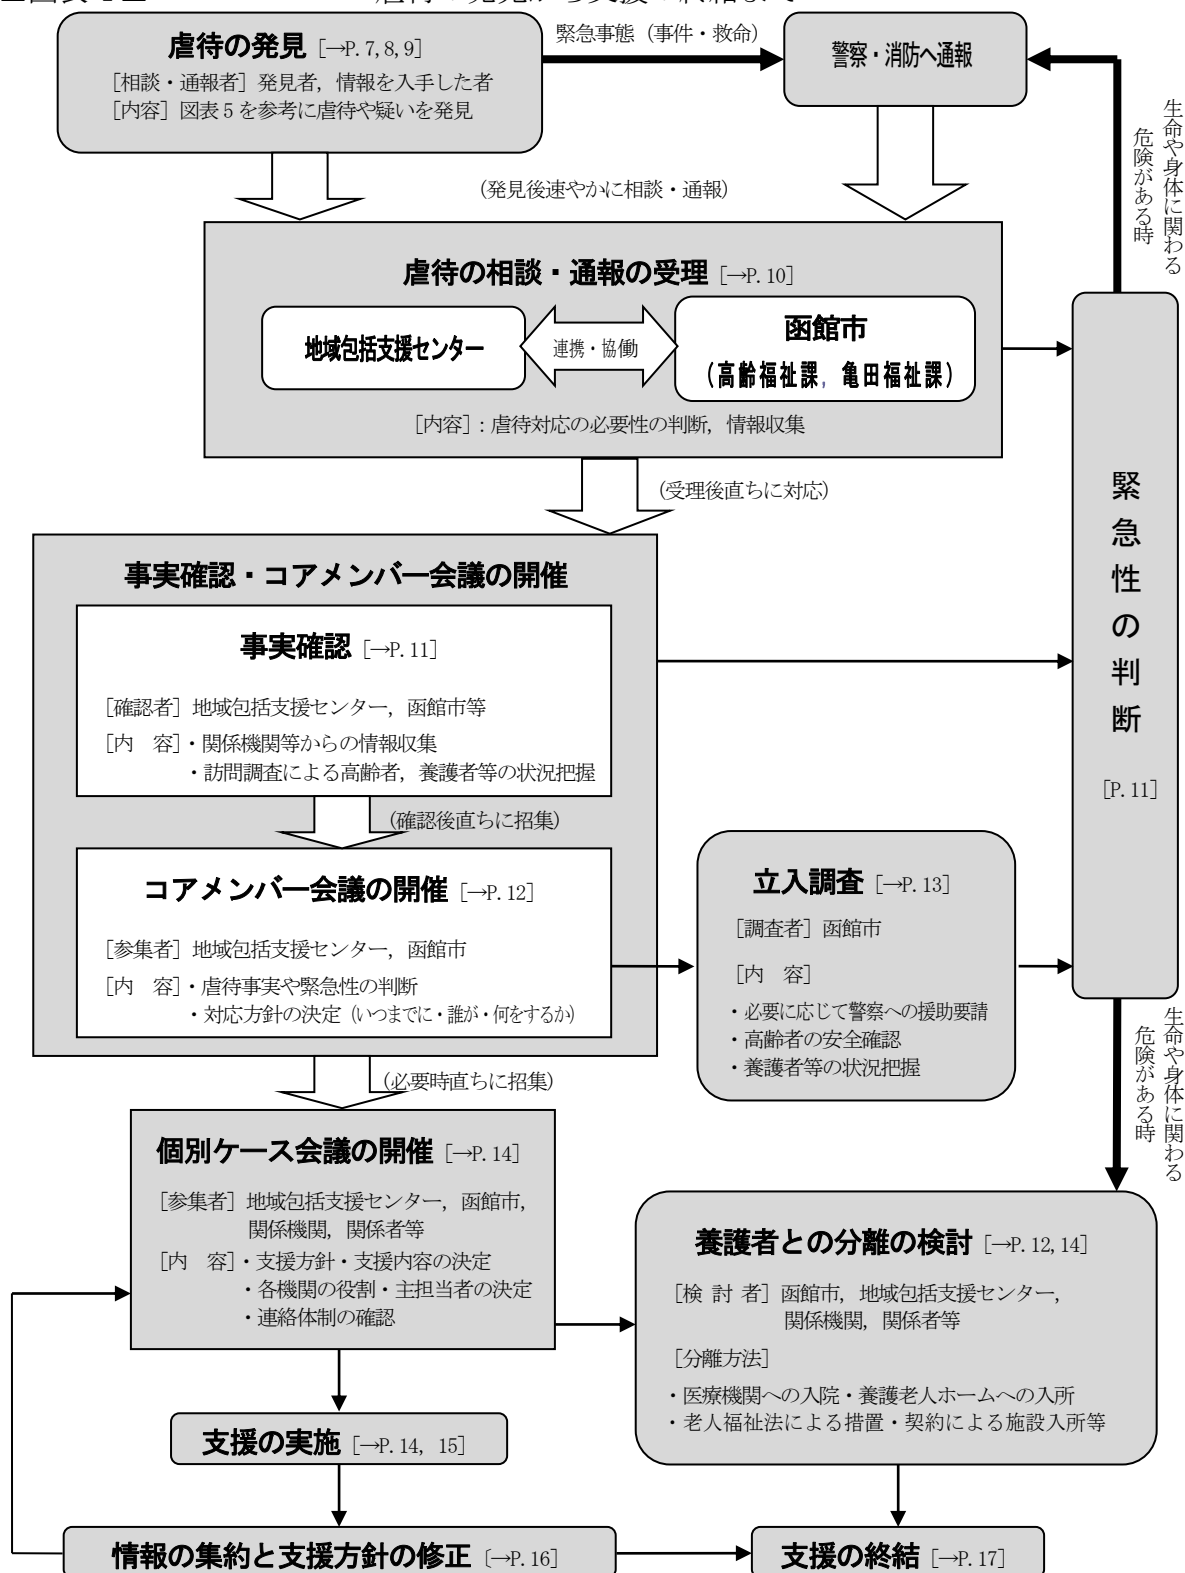 虐待の発見［→P. 7, 8, 9］
［相談・通報者］発見者，情報を入手した者
［内容］図表５を参考に虐待や疑いを発見
緊急事態（事件・救命）
警察・消防へ通報
生命や身体に関わる
危険がある時
（発見後速やかに相談・通報）
虐待の相談・通報の受理［→P. 10］
地域包括支援センター
連携・協働
函館市
（高齢福祉課，亀田福祉課）
［内容］：虐待対応の必要性の判断，情報収集
（受理後直ちに対応）
緊急性の判断
［P. 11］
事実確認・コアメンバー会議の開催
事実確認［→P. 11］
［確認者］地域包括支援センター，函館市等
［内　容］・関係機関等からの情報収集
・訪問調査による高齢者，養護者等の状況把握
（確認後直ちに招集）
コアメンバー会議の開催［→P. 12］
［参集者］地域包括支援センター，函館市
［内　容］・虐待事実や緊急性の判断
・対応方針の決定（いつまでに・誰が・何をするか）
立入調査［→P. 13］
［調査者］函館市
［内　容］
・必要に応じて警察への援助要請
・高齢者の安全確認
・養護者等の状況把握
生命や身体に関わる
危険がある時
（必要時直ちに招集）
個別ケース会議の開催［→P. 14］
［参集者］地域包括支援センター，函館市，
関係機関，関係者等
［内　容］・支援方針・支援内容の決定
・各機関の役割・主担当者の決定
・連絡体制の確認
養護者との分離の検討［→P. 12, 14］
［検 討 者］函館市，地域包括支援センター，
関係機関，関係者等
［分離方法］
・医療機関への入院・養護老人ホームへの入所
・老人福祉法による措置・契約による施設入所等
支援の実施［→P. 14, 15］
情報の集約と支援方針の修正〔→P. 16］
支援の終結［→P. 17］